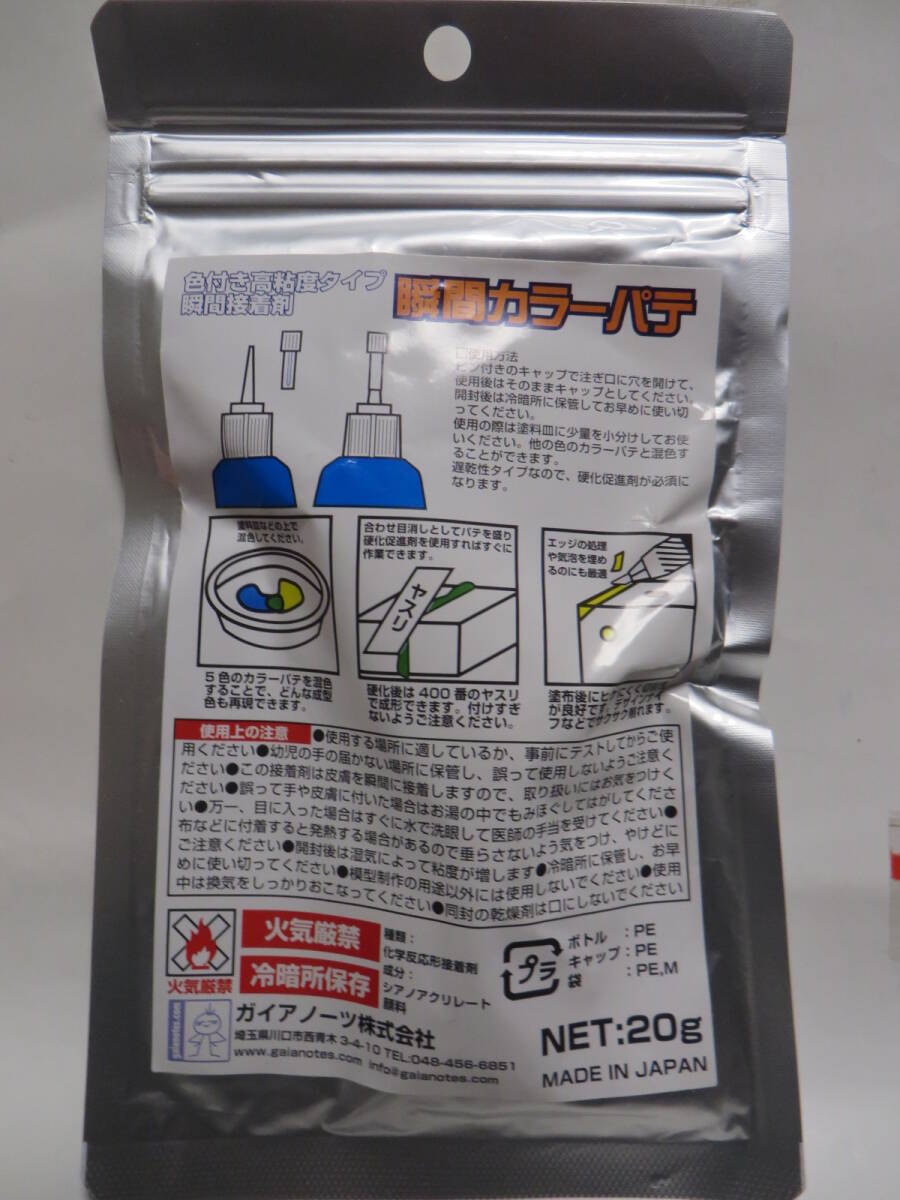 色付き高粘度タイプ
瞬間接着剤
瞬間カラーパテ
□使用方法
ピン付きのキャップで注ぎ口に穴を開けて、
使用後はそのままキャップとしてください。
開封後は冷暗所に保管してお早めに使い切
ってください。
使用の際は塗料皿に少量を小分けしてお使
いください。他の色のカラーパテと混色す
ることができます。
遅乾性タイプなので、硬化促進剤が必須に
なります。
塗料皿などの上で
混色してください。
5色のカラーパテを混色
することで、どんな成型
色も再現できます。
合わせ目消しとしてパテを盛り
硬化促進剤を使用すればすぐに
作業できます。
ヤスリ
硬化後は400番のヤスリ
で成形できます。付けすぎ
ないようご注意ください。
エッジの処理
や気泡を埋め
るのにも最適
塗布後に
が良好です。デザインナイ
フなどでサクサク削れます。
使用上の注意
●使用する場所に適しているか、事前にテストしてからご使
用ください●幼児の手の届かない場所に保管し、誤って使用しないようご注意く
ださい●この接着剤は皮膚を瞬間に接着しますので、取り扱いにはお気をつけく
ださい●誤って手や皮膚に付いた場合はお湯の中でもみほぐしてはがしてくださ
い●万一、目に入った場合はすぐに水で洗眼して医師の手当を受けてください●
布などに付着すると発熱する場合があるので垂らさないよう気をつけ、やけどに
ご注意ください●開封後は湿気によって粘度が増します●冷暗所に保管し、お早
めに使い切ってください●模型制作の用途以外には使用しないでください●使用
中は換気をしっかりおこなってください●同封の乾燥剤は口にしないでください
火気厳禁
火気厳禁
冷暗所保存
種類：
化学反応形接着剤
成分：
シアノアクリレート
顔料
プラ
ボトル：PE
キャップ：PE
袋　：PE,M
gaianotes.com
ガイアノーツ株式会社
埼玉県川口市西青木3-4-10 TEL:048-456-6851
www.gaianotes.com info@gaianotes.com
NET:20g
MADE IN JAPAN